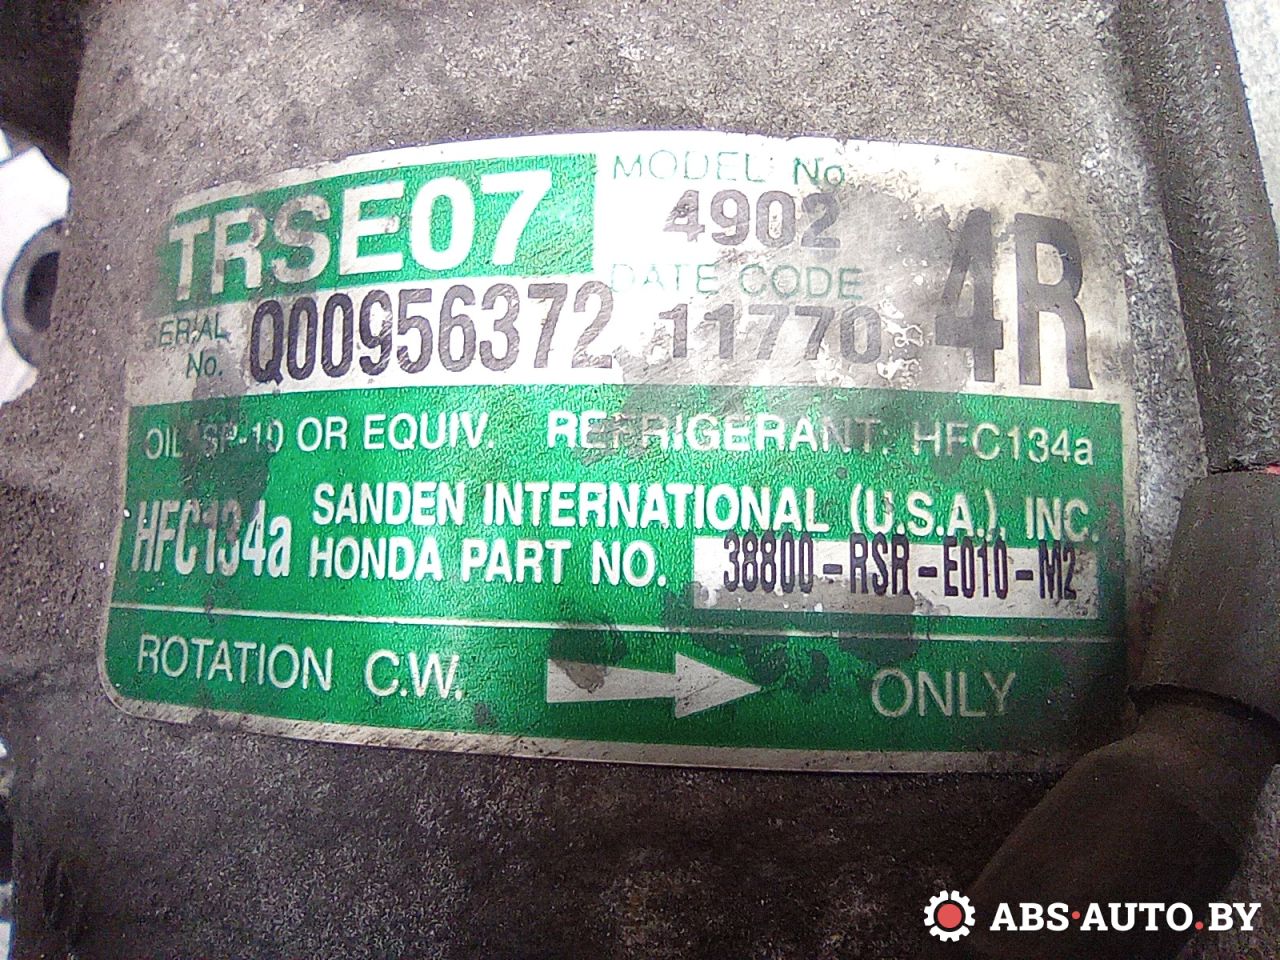 TRSE07
MODEL No.
4902
DATE CODE
11770
4R
SERIAL No.
Q00956372
OIL SP-10 OR EQUIV. REFRIGERANT: HFC134a
HFC134a
SANDEN INTERNATIONAL (U.S.A.), INC.
HONDA PART NO. 38800-RSR-E010-M2
ROTATION C.W. ONLY
ABS·AUTO.BY